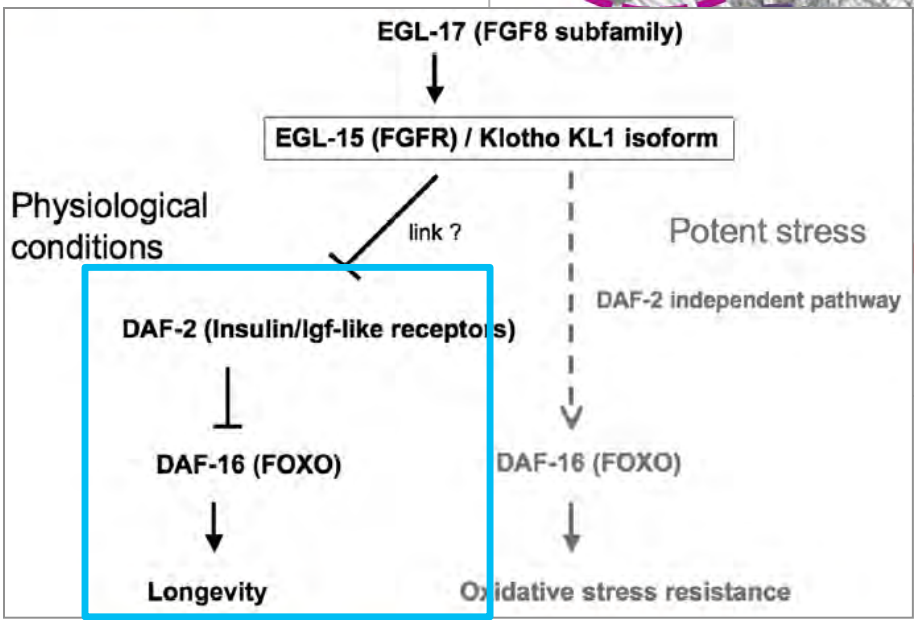 EGL-17 (FGF8 subfamily)
EGL-15 (FGFR) / Klotho KL1 isoform
Physiological
conditions
link ?
Potent stress
DAF-2 independent pathway
DAF-2 (Insulin/Igf-like receptors)
DAF-16 (FOXO)
DAF-16 (FOXO)
Longevity
Oxidative stress resistance